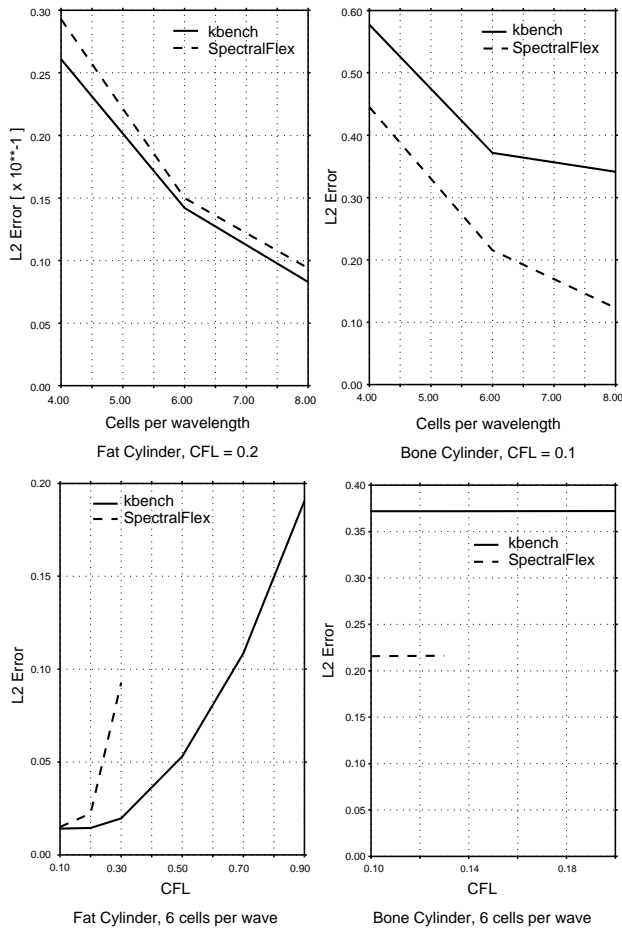 0.30
0.25
0.20
0.15
0.10
0.05
0.00
L2 Error [ x 10**-1]
kbench
SpectralFlex
4.00 5.00 6.00 7.00 8.00
Cells per wavelength
Fat Cylinder, CFL = 0.2
0.60
0.50
0.40
0.30
0.20
0.10
0.00
L2 Error
kbench
SpectralFlex
4.00 5.00 6.00 7.00 8.00
Cells per wavelength
Bone Cylinder, CFL = 0.1
0.20
0.15
0.10
0.05
0.00
L2 Error
kbench
SpectralFlex
0.10 0.30 0.50 0.70 0.90
CFL
Fat Cylinder, 6 cells per wave
0.40
0.35
0.30
0.25
0.20
0.15
0.10
0.05
0.00
L2 Error
kbench
SpectralFlex
0.10 0.14 0.18
CFL
Bone Cylinder, 6 cells per wave